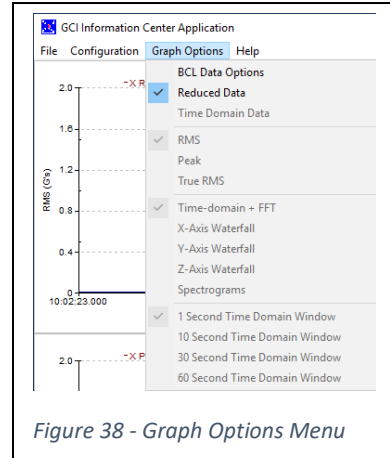 GCI Information Center Application
File Configuration Graph Options Help
BCL Data Options
Reduced Data
Time Domain Data
RMS
Peak
True RMS
Time-domain + FFT
X-Axis Waterfall
Y-Axis Waterfall
Z-Axis Waterfall
Spectrograms
1 Second Time Domain Window
10 Second Time Domain Window
30 Second Time Domain Window
60 Second Time Domain Window
-X R
2.0
1.6
1.2
0.8
0.4
0
RMS (G's)
10:02:23.000
-X P
2.0
Figure 38 - Graph Options Menu